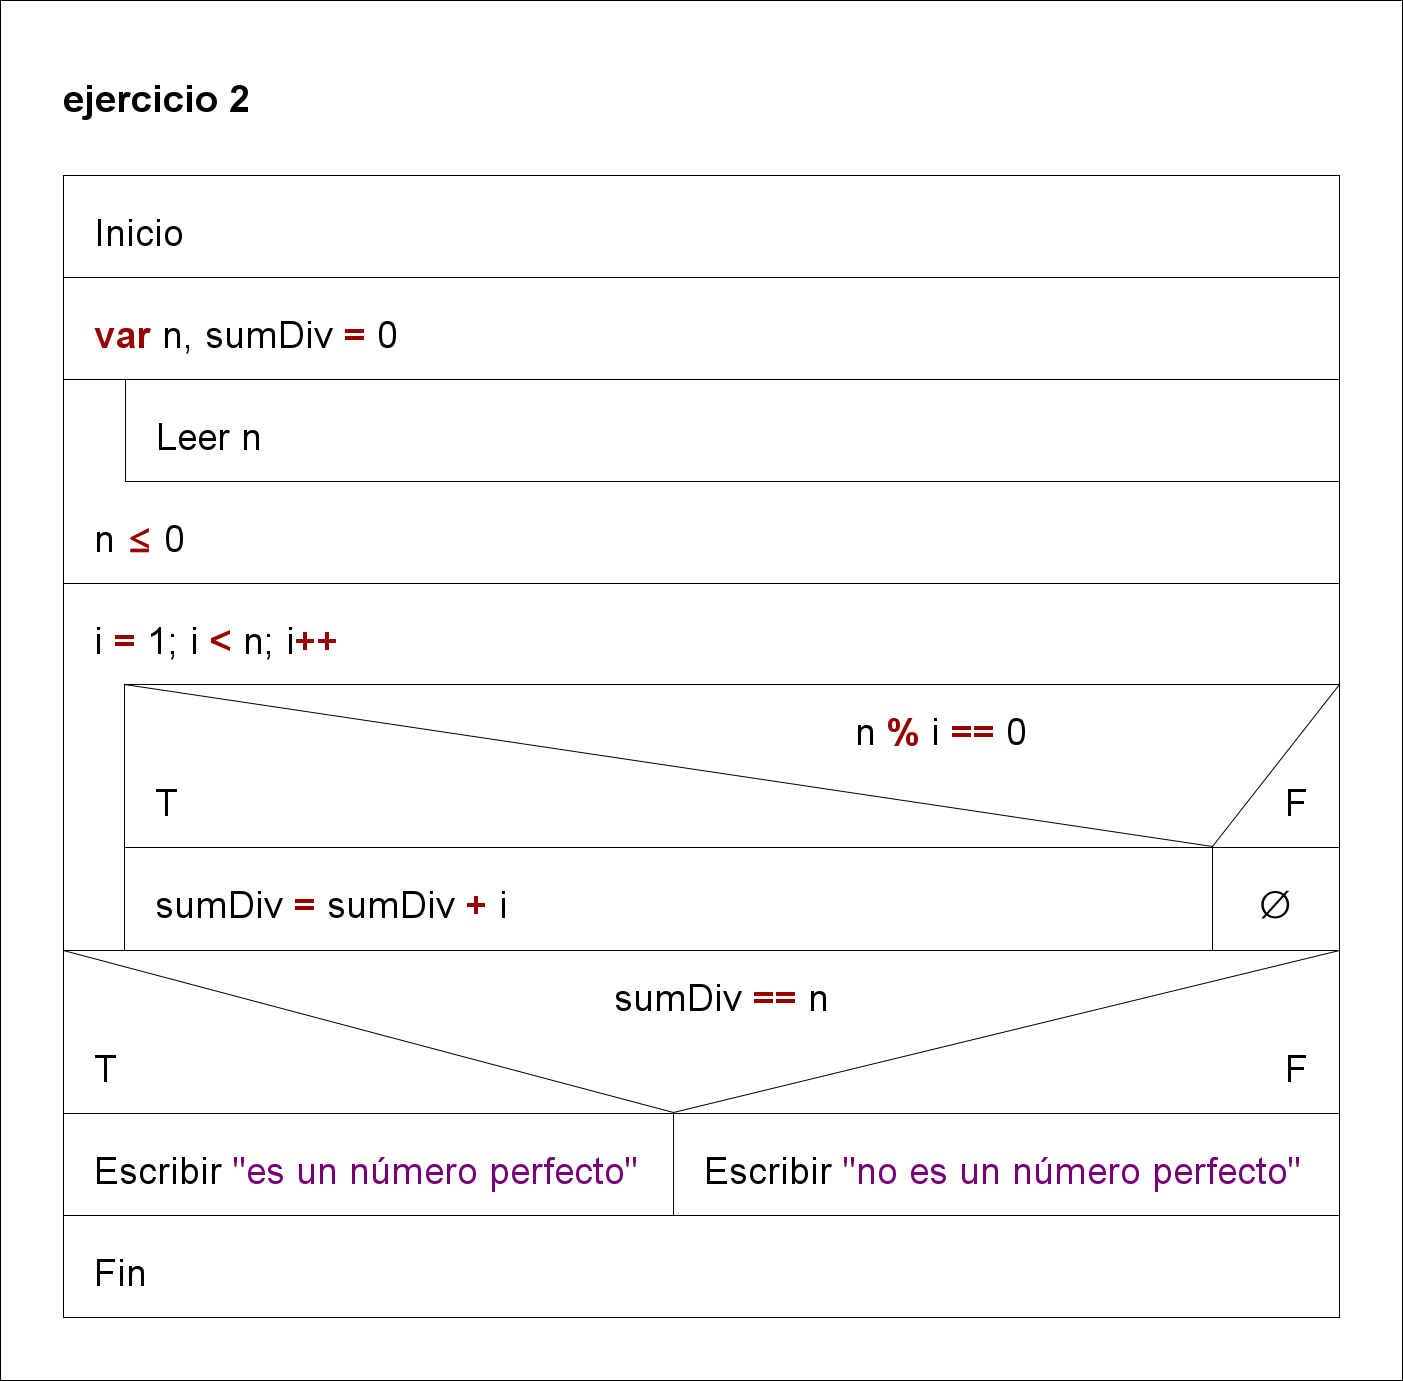 ejercicio 2
Inicio
var n, sumDiv = 0
Leer n
n ≤ 0
i = 1; i < n; i++
n % i == 0
T
F
sumDiv = sumDiv + i
∅
sumDiv == n
T
F
Escribir "es un número perfecto"
Escribir "no es un número perfecto"
Fin